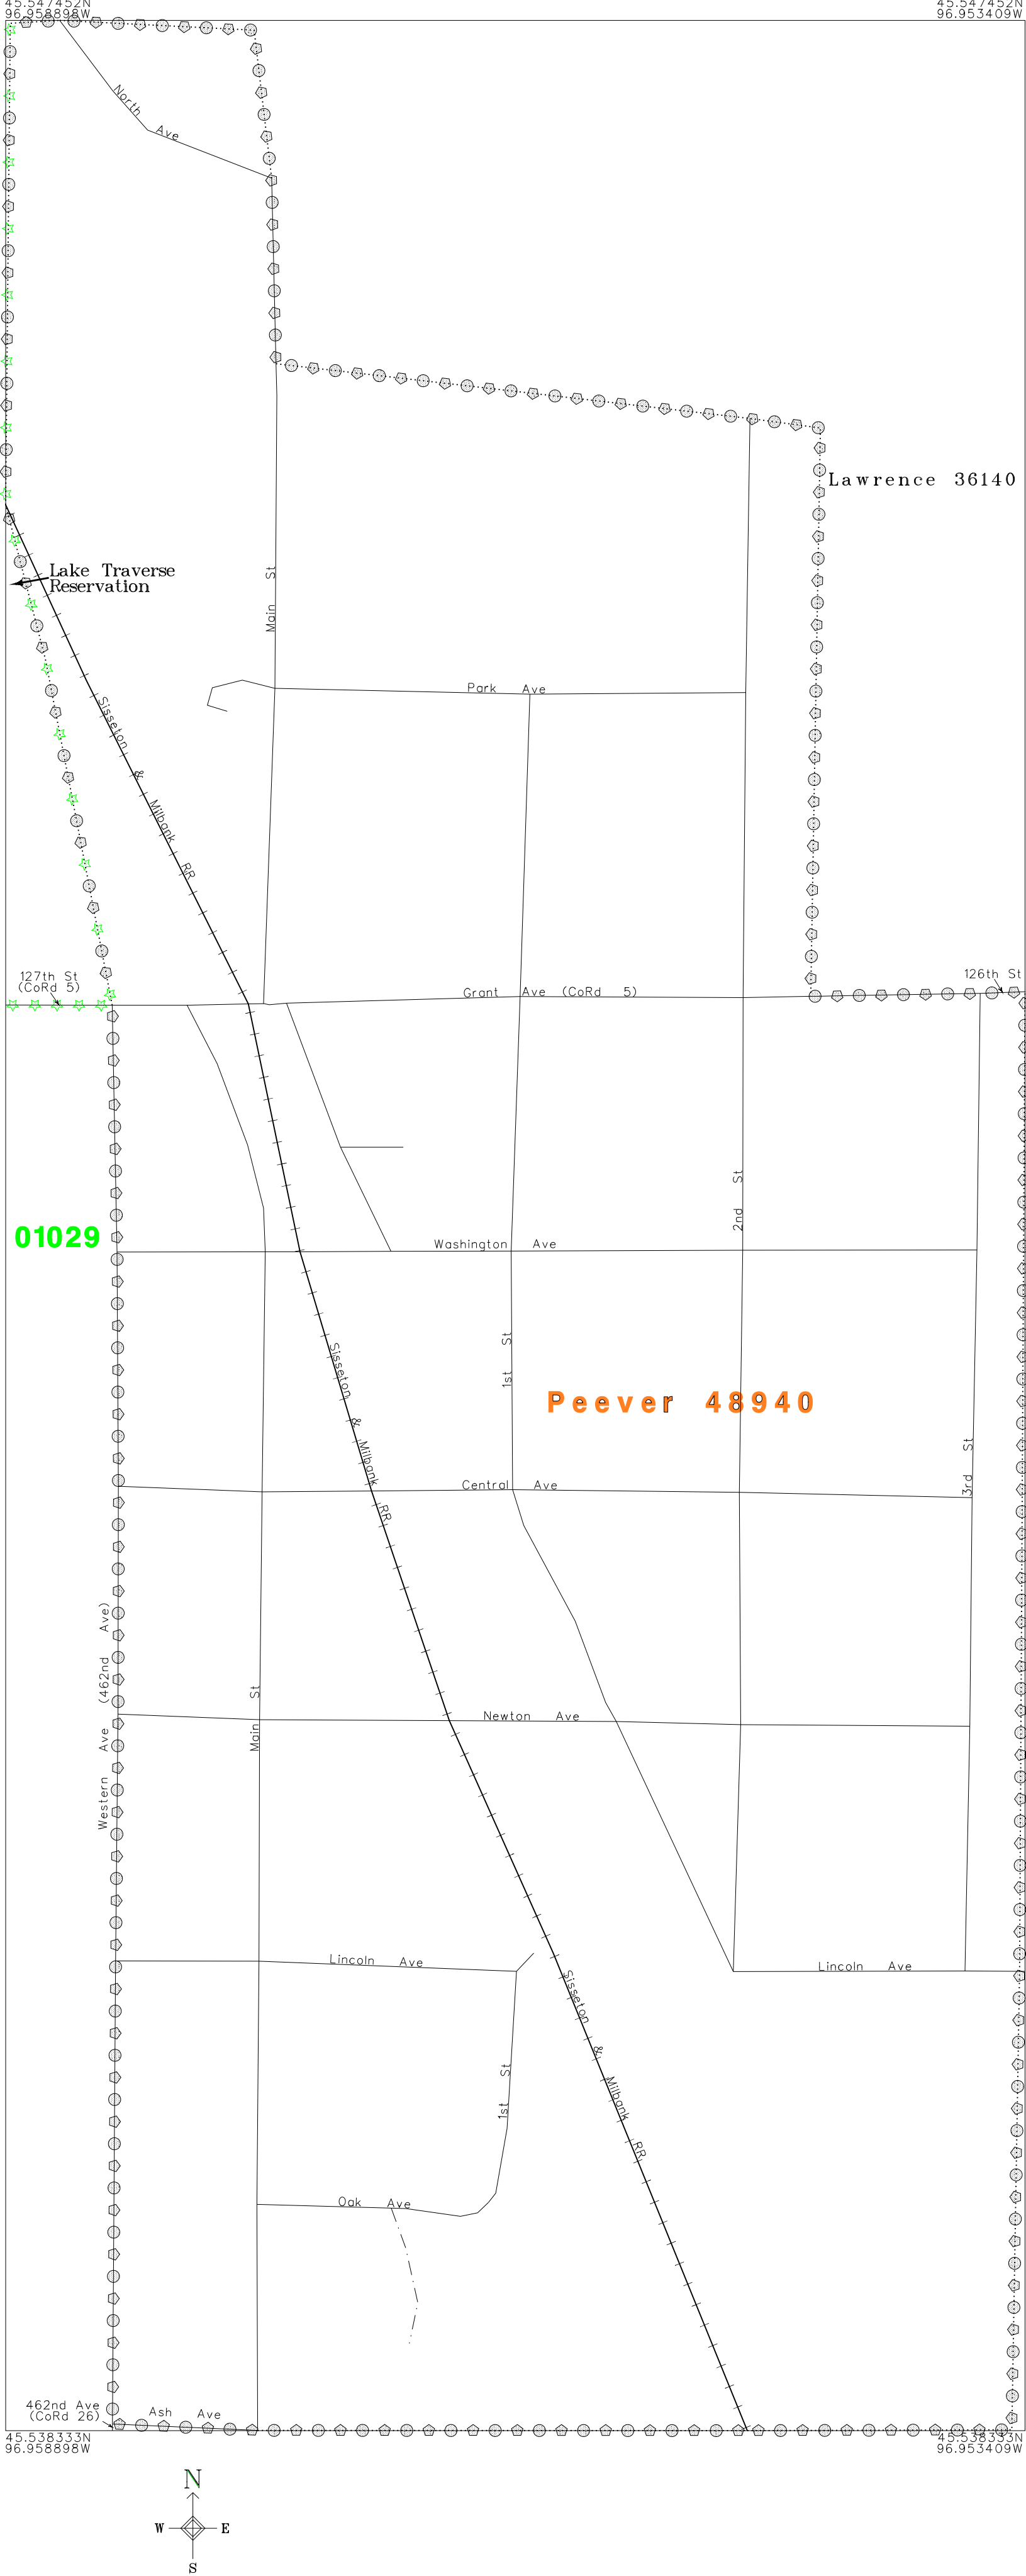 45.547452N
96.958898W
45.547452N
96.953409W
North Ave
Lawrence 36140
Lake Traverse
Reservation
Main St
Park Ave
Sisseton & Milbank RR
127th St
(CoRd 5)
126th St
Grant Ave (CoRd 5)
2nd St
01029
Washington Ave
1st St
Sisseton & Milbank RR
Peever 48940
3rd St
Central Ave
Western Ave (462nd Ave)
Main St
Newton Ave
Lincoln Ave
Lincoln Ave
Sisseton & Milbank RR
1st St
Oak Ave
462nd Ave
(CoRd 26)
Ash Ave
45.538333N
96.958898W
45.538333N
96.953409W
N
W E
S